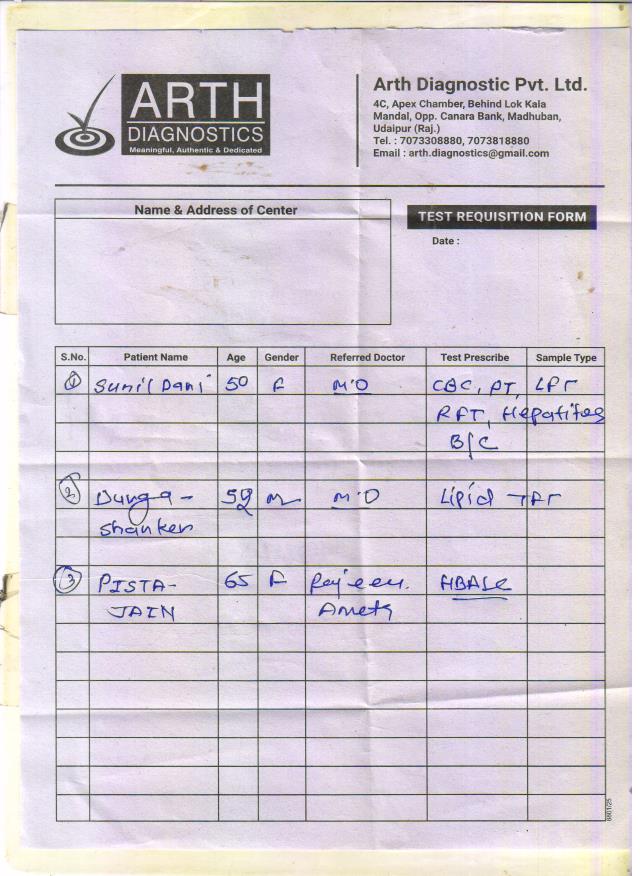 ARTH
DIAGNOSTICS
Meaningful, Authentic & Dedicated
Arth Diagnostic Pvt. Ltd.
4C, Apex Chamber, Behind Lok Kala
Mandal, Opp. Canara Bank, Madhuban,
Udaipur (Raj.)
Tel. : 7073308880, 7073818880
Email : arth.diagnostics@gmail.com
Name & Address of Center
TEST REQUISITION FORM
Date :
S.No. Patient Name Age Gender Referred Doctor Test Prescribe Sample Type
1 Sunil Dani 50 F M.D CBC, PT, LFT
RFT, Hepatites
B/C
2 Durga - 52 M M.D Lipid
Shanker
3 PISTA- 65 F HBA1c
JAIN
6801/25